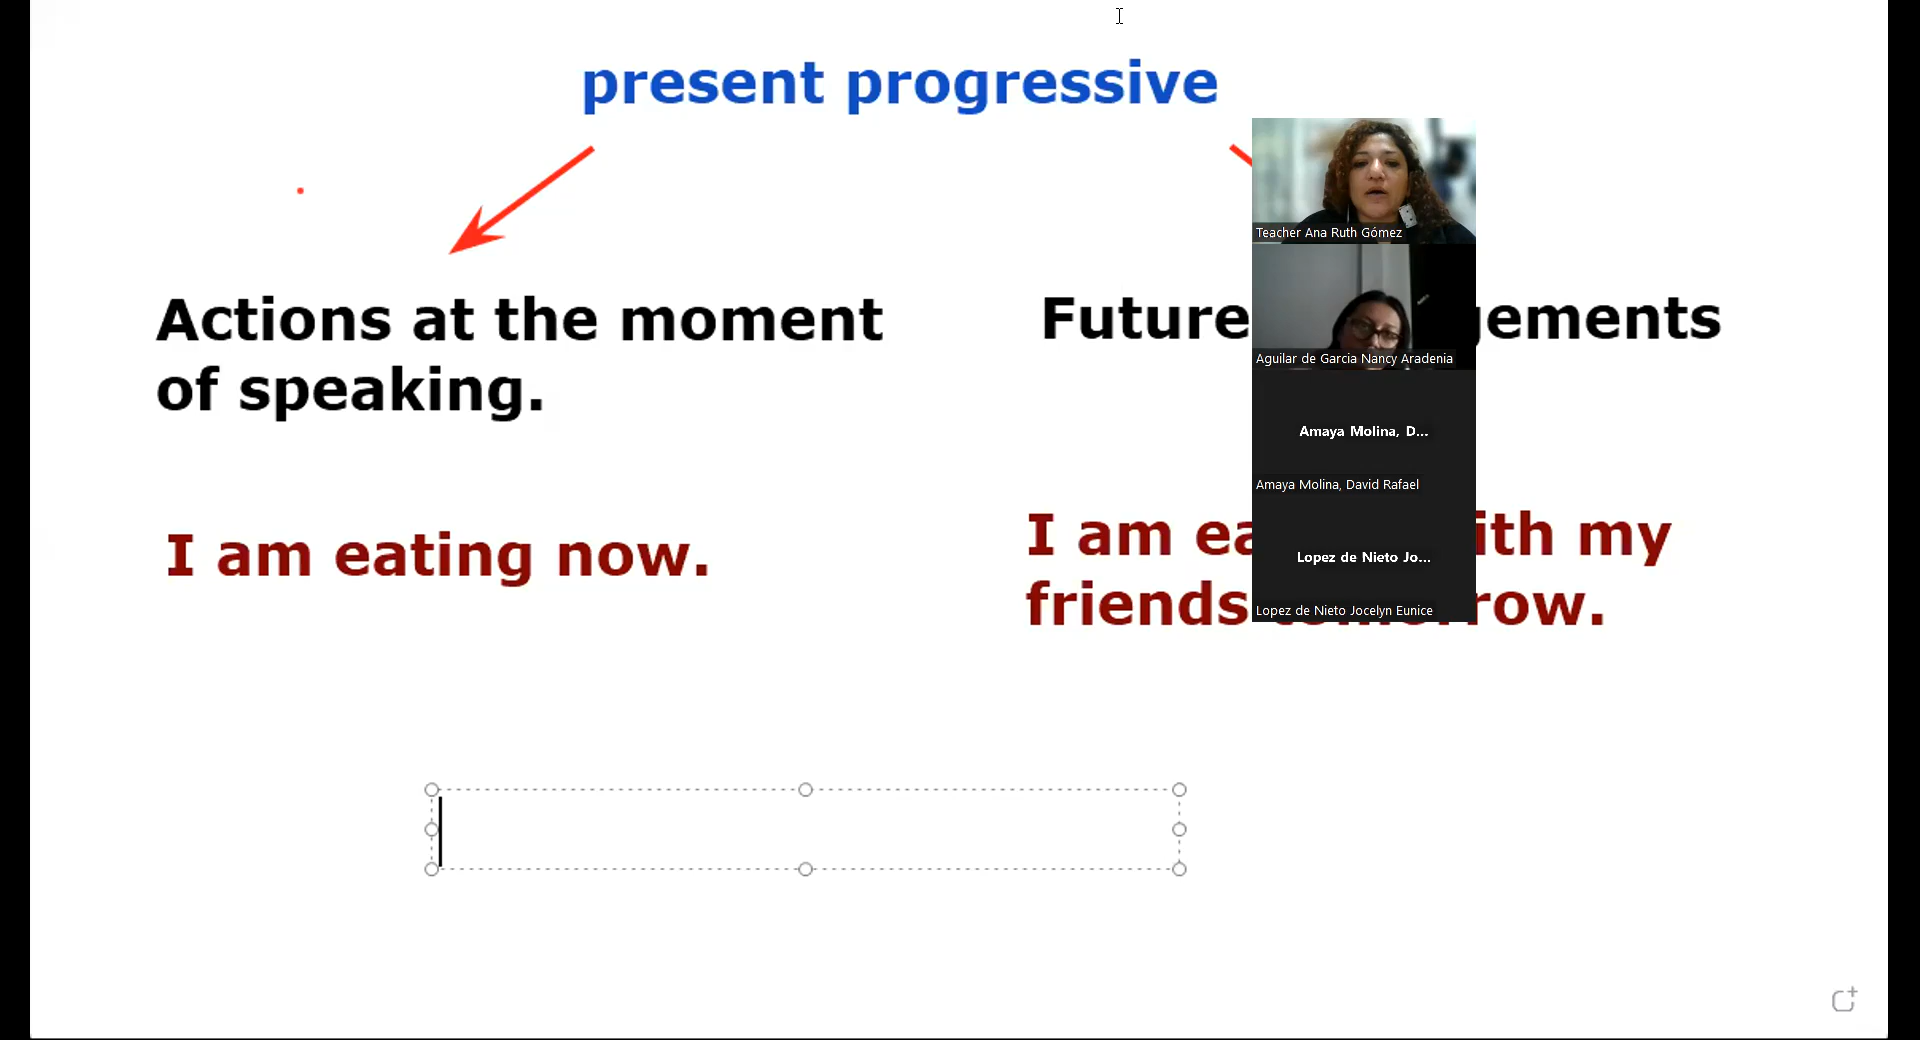 present progressive
Actions at the moment
of speaking.
I am eating now.
Future gements
I am ea ith my
friends tomorrow.
Teacher Ana Ruth Gómez
Aguilar de Garcia Nancy Aradenia
Amaya Molina, D...
Amaya Molina, David Rafael
Lopez de Nieto Jo...
Lopez de Nieto Jocelyn Eunice